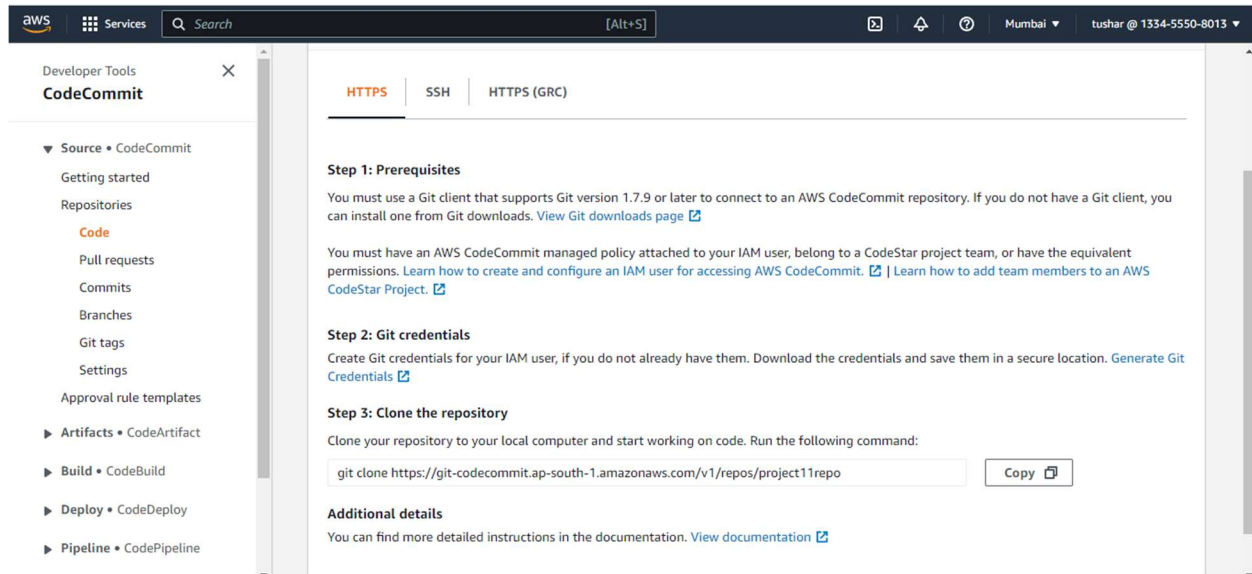 aws Services Search [Alt+S] Mumbai ▼ tushar @ 1334-5550-8013 ▼
Developer Tools
CodeCommit
▼ Source • CodeCommit
Getting started
Repositories
Code
Pull requests
Commits
Branches
Git tags
Settings
Approval rule templates
▶ Artifacts • CodeArtifact
▶ Build • CodeBuild
▶ Deploy • CodeDeploy
▶ Pipeline • CodePipeline
HTTPS SSH HTTPS (GRC)
Step 1: Prerequisites
You must use a Git client that supports Git version 1.7.9 or later to connect to an AWS CodeCommit repository. If you do not have a Git client, you
can install one from Git downloads. View Git downloads page
You must have an AWS CodeCommit managed policy attached to your IAM user, belong to a CodeStar project team, or have the equivalent
permissions. Learn how to create and configure an IAM user for accessing AWS CodeCommit. | Learn how to add team members to an AWS
CodeStar Project.
Step 2: Git credentials
Create Git credentials for your IAM user, if you do not already have them. Download the credentials and save them in a secure location. Generate Git
Credentials
Step 3: Clone the repository
Clone your repository to your local computer and start working on code. Run the following command:
git clone https://git-codecommit.ap-south-1.amazonaws.com/v1/repos/project11repo Copy
Additional details
You can find more detailed instructions in the documentation. View documentation